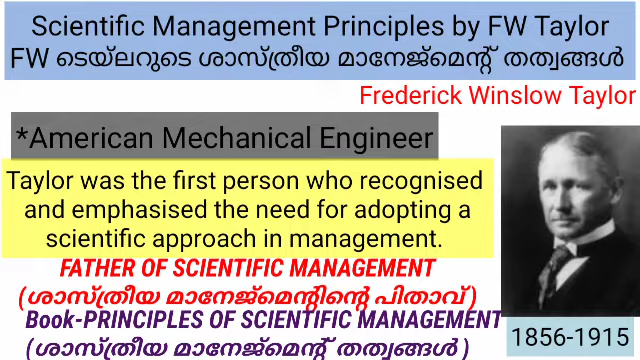 Scientific Management Principles by FW Taylor
FW ടെയ്ലറുടെ ശാസ്ത്രീയ മാനേജ്മെന്റ് തത്വങ്ങൾ
Frederick Winslow Taylor
*American Mechanical Engineer
Taylor was the first person who recognised
and emphasised the need for adopting a
scientific approach in management.
FATHER OF SCIENTIFIC MANAGEMENT
(ശാസ്ത്രീയ മാനേജ്മെന്റിന്റെ പിതാവ്)
Book-PRINCIPLES OF SCIENTIFIC MANAGEMENT
(ശാസ്ത്രീയ മാനേജ്മെന്റ് തത്വങ്ങൾ)
1856-1915